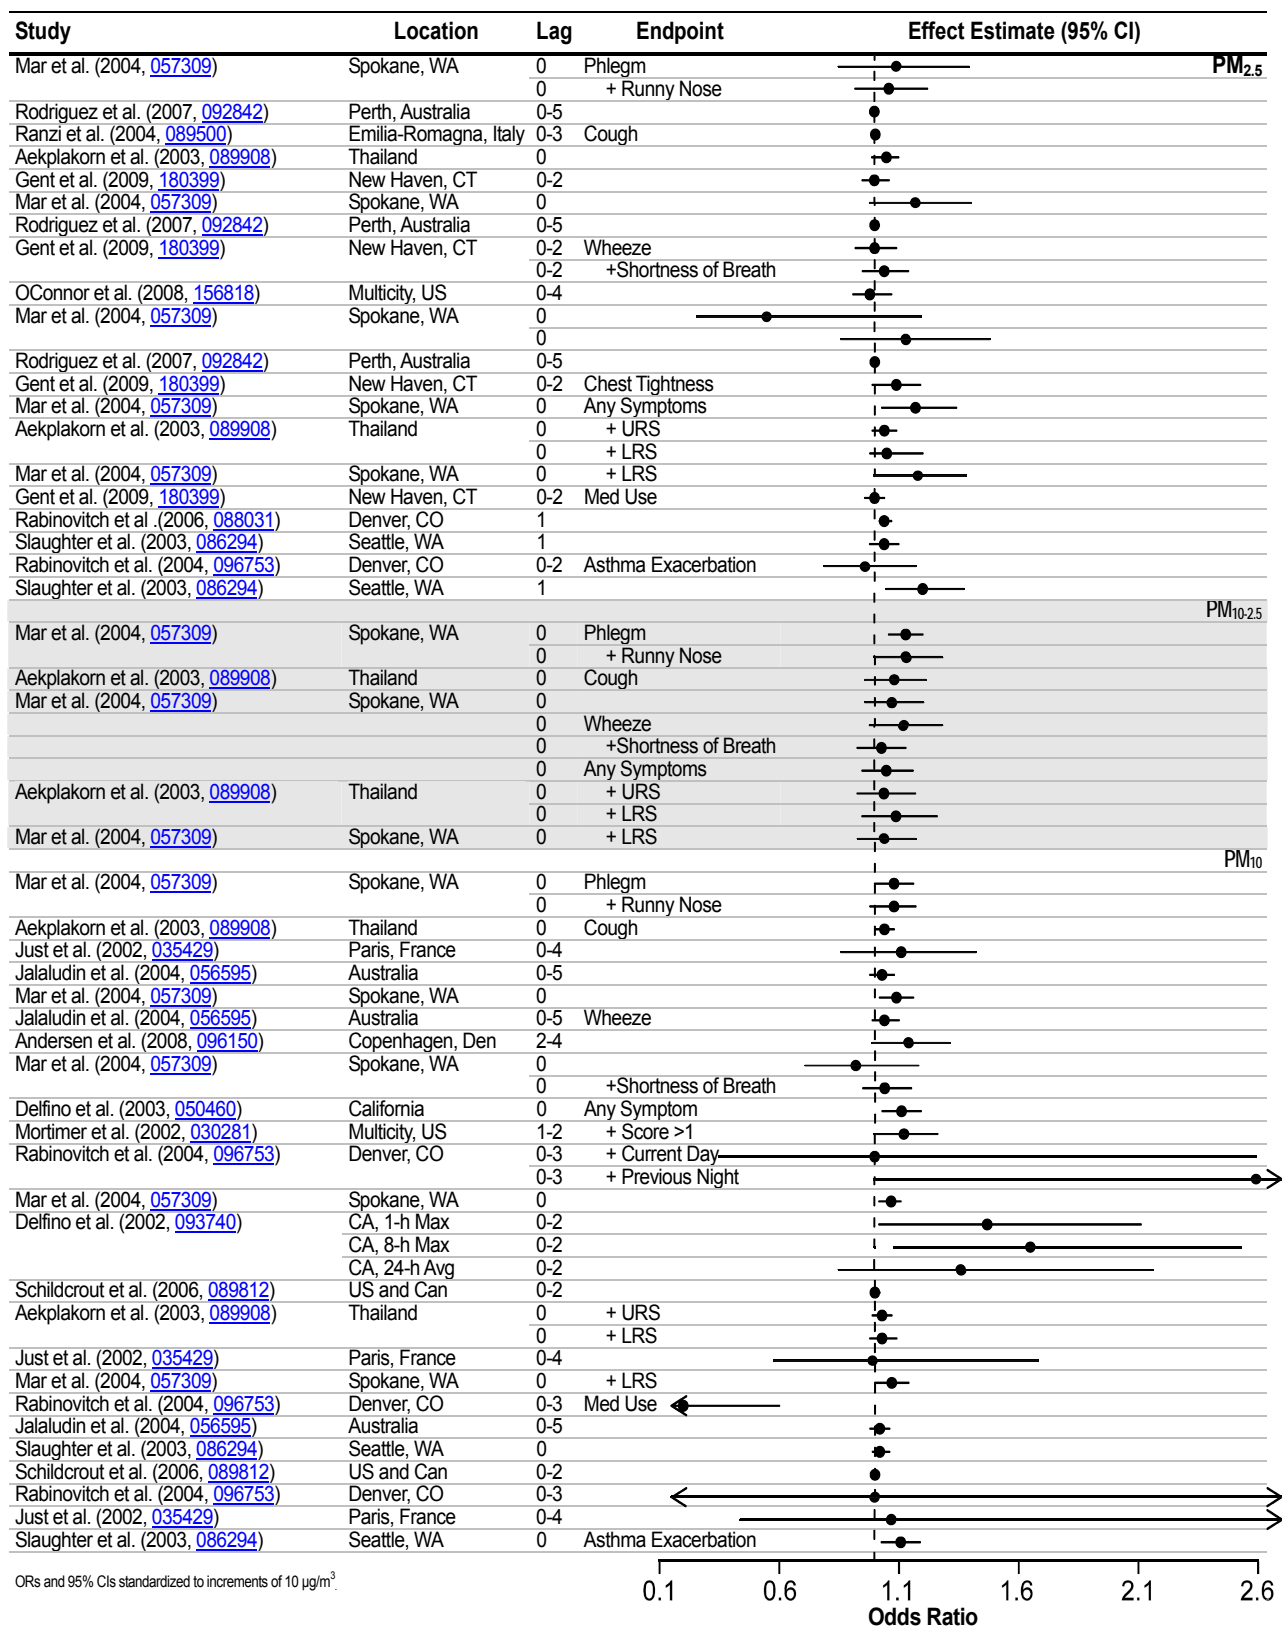 Study Location Lag Endpoint Effect Estimate (95% CI)
Mar et al. (2004, 057309) Spokane, WA 0 Phlegm PM2.5
0 + Runny Nose
Rodriguez et al. (2007, 092842) Perth, Australia 0-5
Ranzi et al. (2004, 089500) Emilia-Romagna, Italy 0-3 Cough
Aekplakorn et al. (2003, 089908) Thailand 0
Gent et al. (2009, 180399) New Haven, CT 0-2
Mar et al. (2004, 057309) Spokane, WA 0
Rodriguez et al. (2007, 092842) Perth, Australia 0-5
Gent et al. (2009, 180399) New Haven, CT 0-2 Wheeze
0-2 +Shortness of Breath
OConnor et al. (2008, 156818) Multicity, US 0-4
Mar et al. (2004, 057309) Spokane, WA 0
0
Rodriguez et al. (2007, 092842) Perth, Australia 0-5
Gent et al. (2009, 180399) New Haven, CT 0-2 Chest Tightness
Mar et al. (2004, 057309) Spokane, WA 0 Any Symptoms
Aekplakorn et al. (2003, 089908) Thailand 0 + URS
0 + LRS
Mar et al. (2004, 057309) Spokane, WA 0 + LRS
Gent et al. (2009, 180399) New Haven, CT 0-2 Med Use
Rabinovitch et al .(2006, 088031) Denver, CO 1
Slaughter et al. (2003, 086294) Seattle, WA 1
Rabinovitch et al. (2004, 096753) Denver, CO 0-2 Asthma Exacerbation
Slaughter et al. (2003, 086294) Seattle, WA 1
PM10-2.5
Mar et al. (2004, 057309) Spokane, WA 0 Phlegm
0 + Runny Nose
Aekplakorn et al. (2003, 089908) Thailand 0 Cough
Mar et al. (2004, 057309) Spokane, WA 0
0 Wheeze
0 +Shortness of Breath
0 Any Symptoms
Aekplakorn et al. (2003, 089908) Thailand 0 + URS
0 + LRS
Mar et al. (2004, 057309) Spokane, WA 0 + LRS
PM10
Mar et al. (2004, 057309) Spokane, WA 0 Phlegm
0 + Runny Nose
Aekplakorn et al. (2003, 089908) Thailand 0 Cough
Just et al. (2002, 035429) Paris, France 0-4
Jalaludin et al. (2004, 056595) Australia 0-5
Mar et al. (2004, 057309) Spokane, WA 0
Jalaludin et al. (2004, 056595) Australia 0-5 Wheeze
Andersen et al. (2008, 096150) Copenhagen, Den 2-4
Mar et al. (2004, 057309) Spokane, WA 0
0 +Shortness of Breath
Delfino et al. (2003, 050460) California 0 Any Symptom
Mortimer et al. (2002, 030281) Multicity, US 1-2 + Score >1
Rabinovitch et al. (2004, 096753) Denver, CO 0-3 + Current Day
0-3 + Previous Night
Mar et al. (2004, 057309) Spokane, WA 0
Delfino et al. (2002, 093740) CA, 1-h Max 0-2
CA, 8-h Max 0-2
CA, 24-h Avg 0-2
Schildcrout et al. (2006, 089812) US and Can 0-2
Aekplakorn et al. (2003, 089908) Thailand 0 + URS
0 + LRS
Just et al. (2002, 035429) Paris, France 0-4
Mar et al. (2004, 057309) Spokane, WA 0 + LRS
Rabinovitch et al. (2004, 096753) Denver, CO 0-3 Med Use
Jalaludin et al. (2004, 056595) Australia 0-5
Slaughter et al. (2003, 086294) Seattle, WA 0
Schildcrout et al. (2006, 089812) US and Can 0-2
Rabinovitch et al. (2004, 096753) Denver, CO 0-3
Just et al. (2002, 035429) Paris, France 0-4
Slaughter et al. (2003, 086294) Seattle, WA 0 Asthma Exacerbation
ORs and 95% CIs standardized to increments of 10 µg/m3.
0.1 0.6 1.1 1.6 2.1 2.6
Odds Ratio